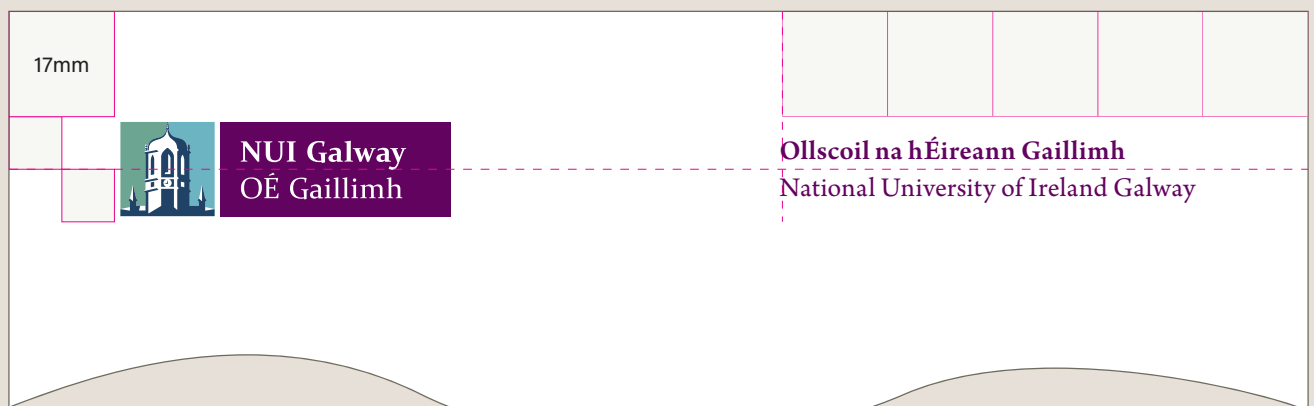 17mm
NUI Galway
OÉ Gaillimh
Ollscoil na hÉireann Gaillimh
National University of Ireland Galway